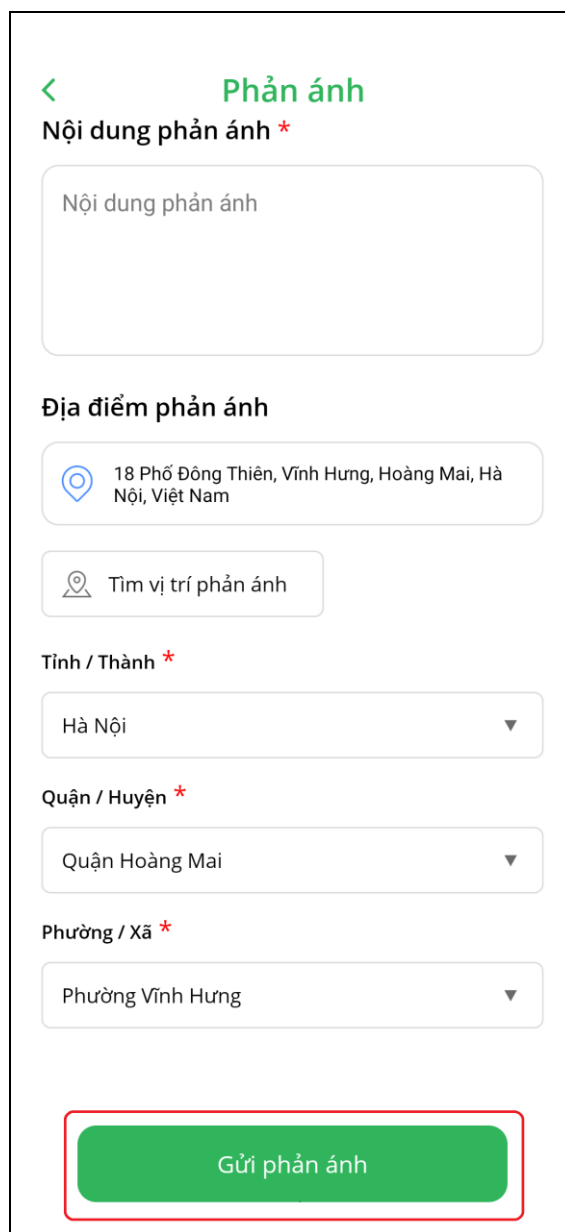 Phản ánh
Nội dung phản ánh *
Nội dung phản ánh
Địa điểm phản ánh
18 Phố Đông Thiên, Vĩnh Hưng, Hoàng Mai, Hà
Nội, Việt Nam
Tìm vị trí phản ánh
Tỉnh / Thành *
Hà Nội
Quận / Huyện *
Quận Hoàng Mai
Phường / Xã *
Phường Vĩnh Hưng
Gửi phản ánh